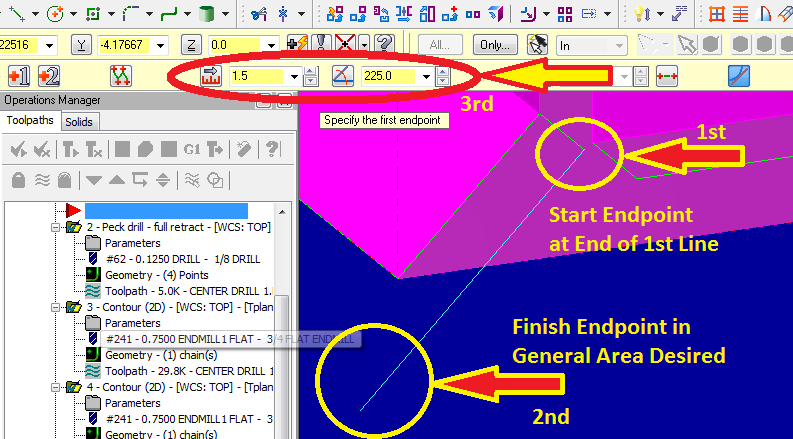 22516
Y
-4.17667
Z
0.0
All...
Only...
In
+1
+2
1.5
225.0
3rd
Operations Manager
Toolpaths
Solids
Specify the first endpoint
1st
G1
Start Endpoint
at End of 1st Line
2 - Peck drill - full retract - [WCS: TOP]
Parameters
#62 - 0.1250 DRILL - 1/8 DRILL
Geometry - (4) Points
Toolpath - 5.0K - CENTER DRILL 1.
3 - Contour (2D) - [WCS: TOP] - [Tplan
Parameters
#241 - 0.7500 ENDMILL1 FLAT - 3/4 FLAT ENDMILL
Geometry - (1) chain(s)
Toolpath - 29.8K - CENTER DRILL 1
4 - Contour (2D) - [WCS: TOP] - [Tplan
Parameters
#241 - 0.7500 ENDMILL1 FLAT - 3
Geometry - (1) chain(s)
Finish Endpoint in
General Area Desired
2nd